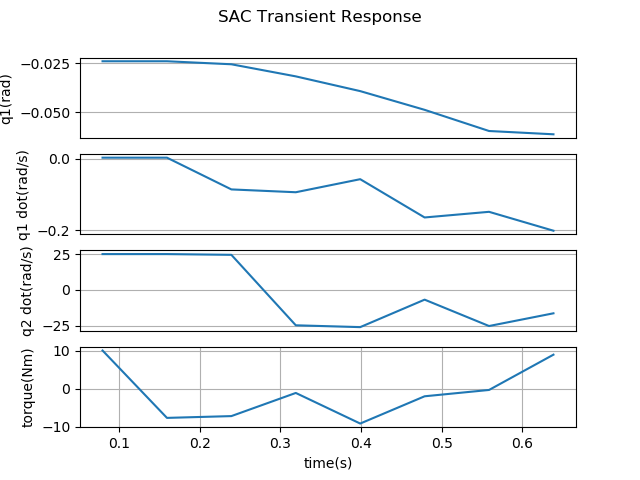 SAC Transient Response
q1(rad)
−0.025
−0.050
q1 dot(rad/s)
0.0
−0.2
q2 dot(rad/s)
25
0
−25
torque(Nm)
10
0
−10
0.1 0.2 0.3 0.4 0.5 0.6
time(s)